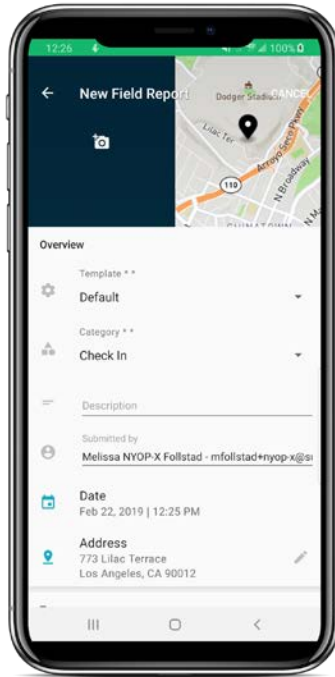 12:26
100%
New Field Report
CANCEL
Dodger Stadium
Lilac Ter
Arroyo Seco Pkwy
110
N Broadway
CHINATOWN
N Ma
Overview
Template * *
Default
Category * *
Check In
Description
Submitted by
Melissa NYOP-X Follstad - mfollstad+nyop-x@s
Date
Feb 22, 2019 | 12:25 PM
Address
773 Lilac Terrace
Los Angeles, CA 90012